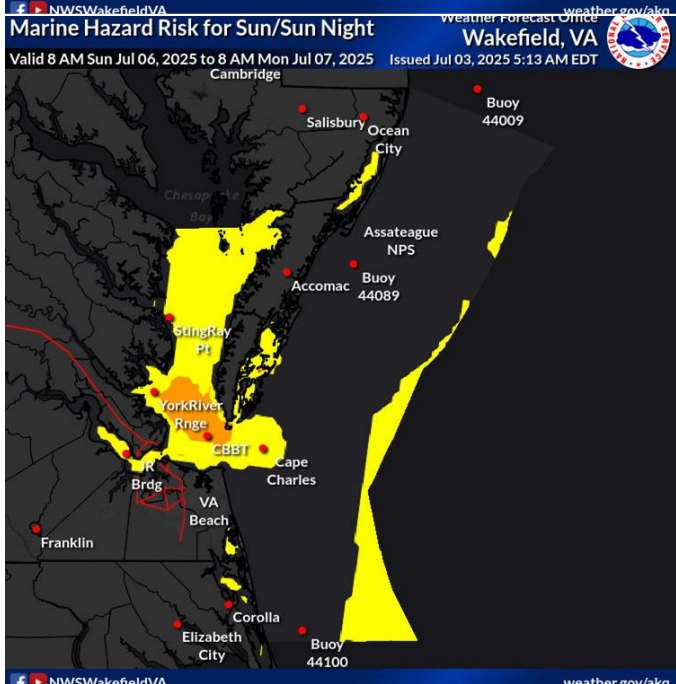 NWSWakefieldVA weather.gov/akq
Marine Hazard Risk for Sun/Sun Night
Weather Forecast Office
Wakefield, VA
Valid 8 AM Sun Jul 06, 2025 to 8 AM Mon Jul 07, 2025
Issued Jul 03, 2025 5:13 AM EDT
Cambridge
Buoy
44009
Salisbury
Ocean
City
Chesapeake
Bay
Assateague
NPS
Accomac
Buoy
44089
StingRay
Pt
YorkRiver
Rnge
CBBT
Cape
Charles
JR
Brdg
VA
Beach
Franklin
Corolla
Elizabeth
City
Buoy
44100
NWSWakefieldVA weather.gov/akq